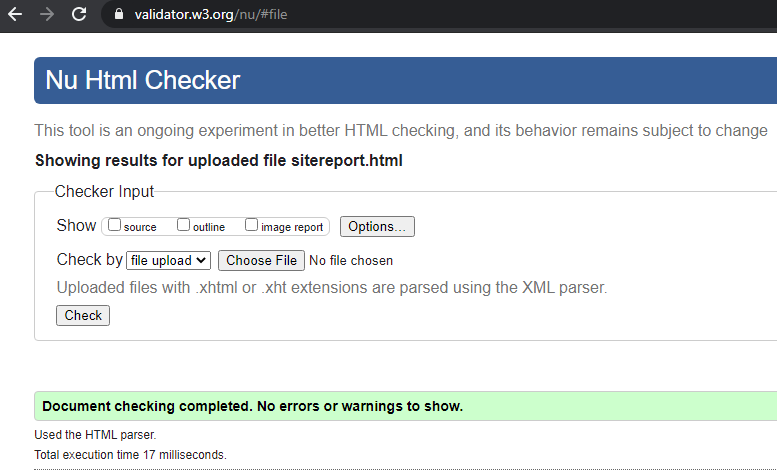 validator.w3.org/nu/#file
Nu Html Checker
This tool is an ongoing experiment in better HTML checking, and its behavior remains subject to change
Showing results for uploaded file sitereport.html
Checker Input
Show source outline image report Options...
Check by file upload Choose File No file chosen
Uploaded files with .xhtml or .xht extensions are parsed using the XML parser.
Check
Document checking completed. No errors or warnings to show.
Used the HTML parser.
Total execution time 17 milliseconds.